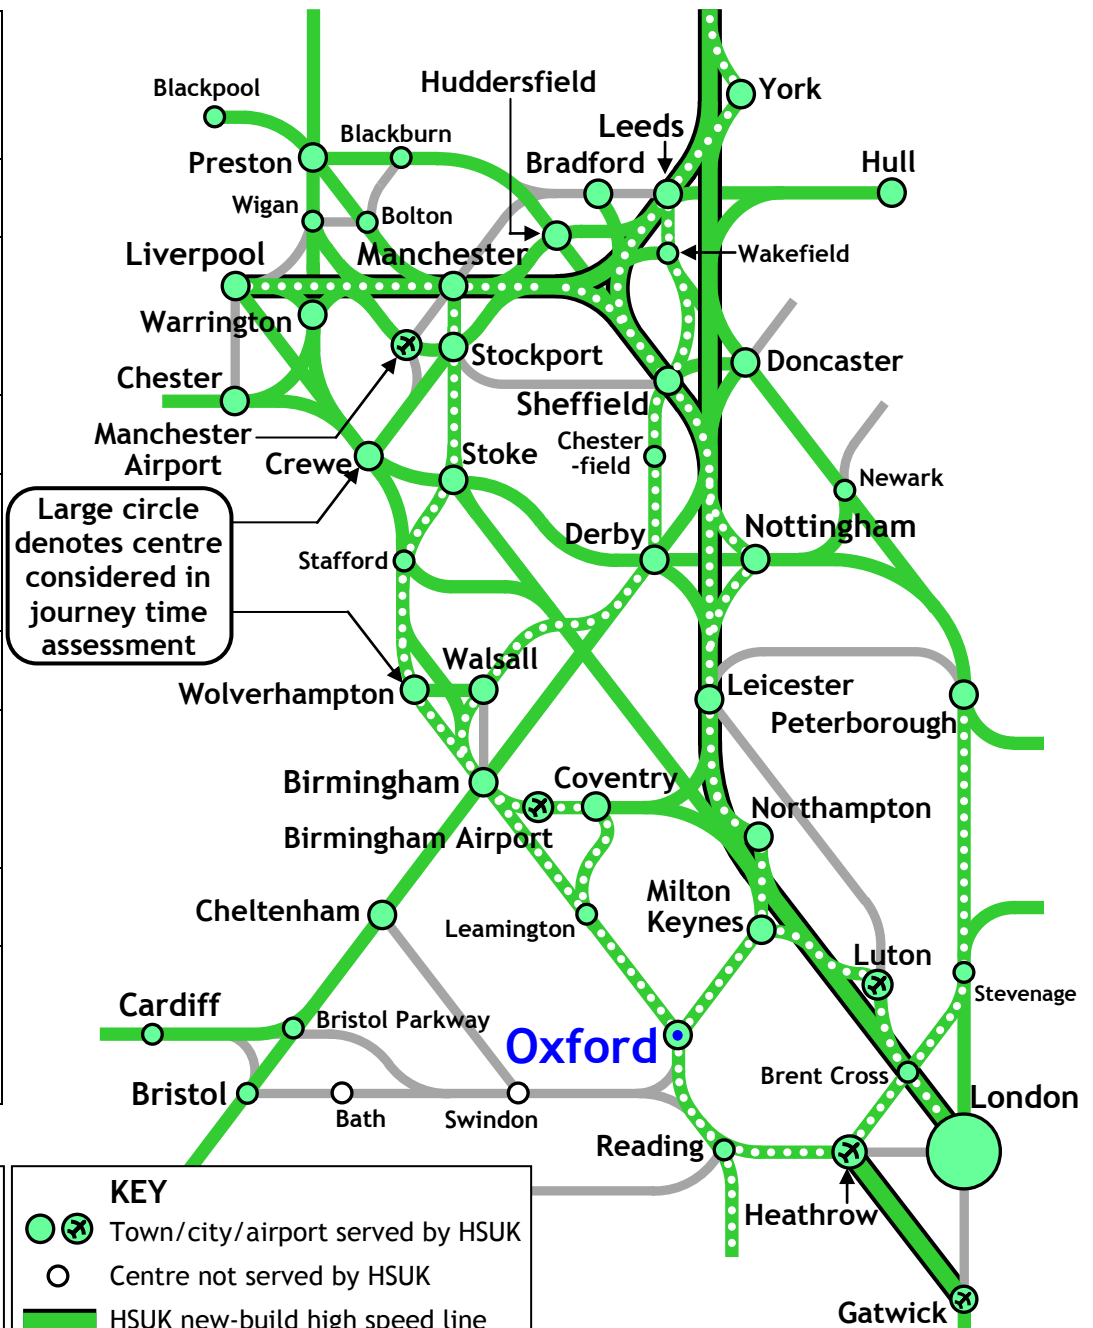 Blackpool
Huddersfield
York
Leeds
Blackburn
Preston
Bradford
Hull
Wigan
Bolton
Liverpool
Manchester
Wakefield
Warrington
Stockport
Doncaster
Chester
Sheffield
Manchester
Airport
Crewe
Stoke
Chester
-field
Newark
Large circle
denotes centre
considered in
journey time
assessment
Derby
Nottingham
Stafford
Walsall
Wolverhampton
Leicester
Peterborough
Birmingham
Coventry
Northampton
Birmingham Airport
Milton
Keynes
Cheltenham
Leamington
Luton
Stevenage
Cardiff
Bristol Parkway
Oxford
Brent Cross
London
Bristol
Bath
Swindon
Reading
Heathrow
Gatwick
KEY
Town/city/airport served by HSUK
Centre not served by HSUK
HSUK new-build high speed line